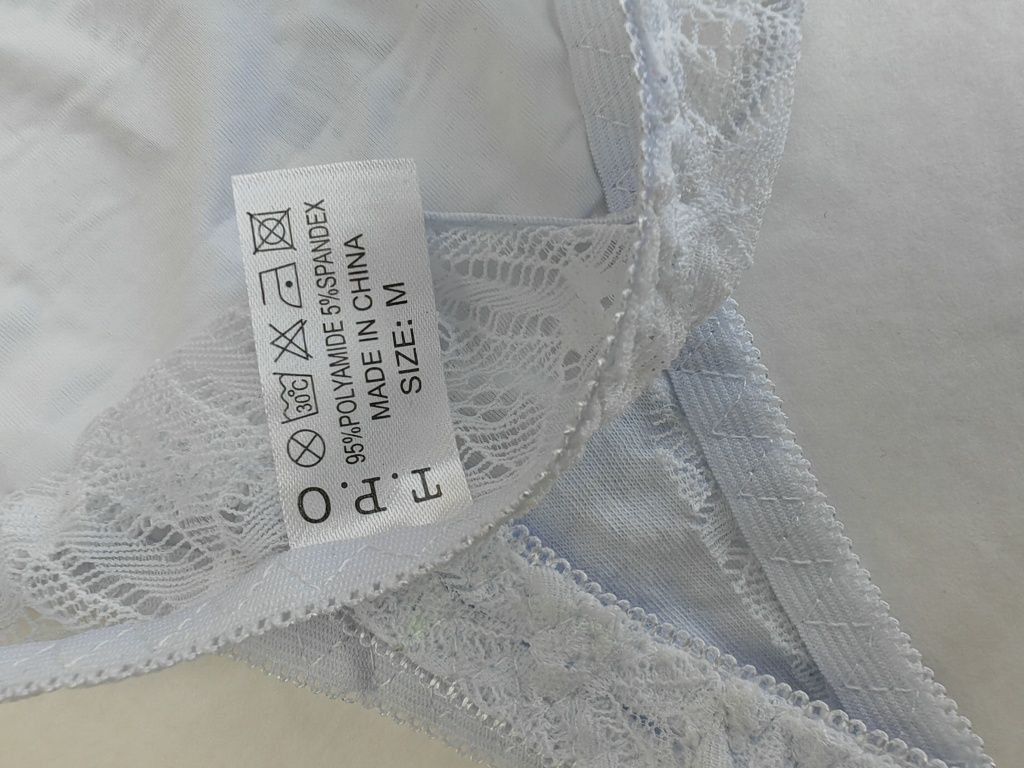 F.P.O
30°C
95%POLYAMIDE 5%SPANDEX
MADE IN CHINA
SIZE: M